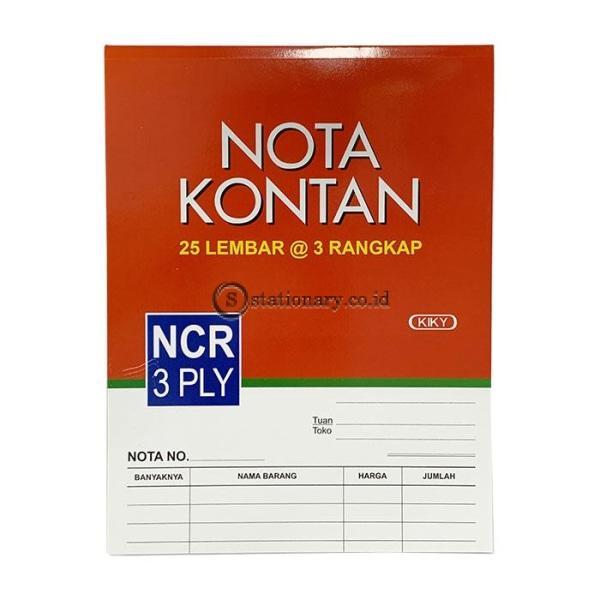 NOTA
KONTAN
25 LEMBAR @ 3 RANGKAP
S stationary.co.id
KIKY
NCR
3 PLY
Tuan
Toko
NOTA NO.
BANYAKNYA NAMA BARANG HARGA JUMLAH